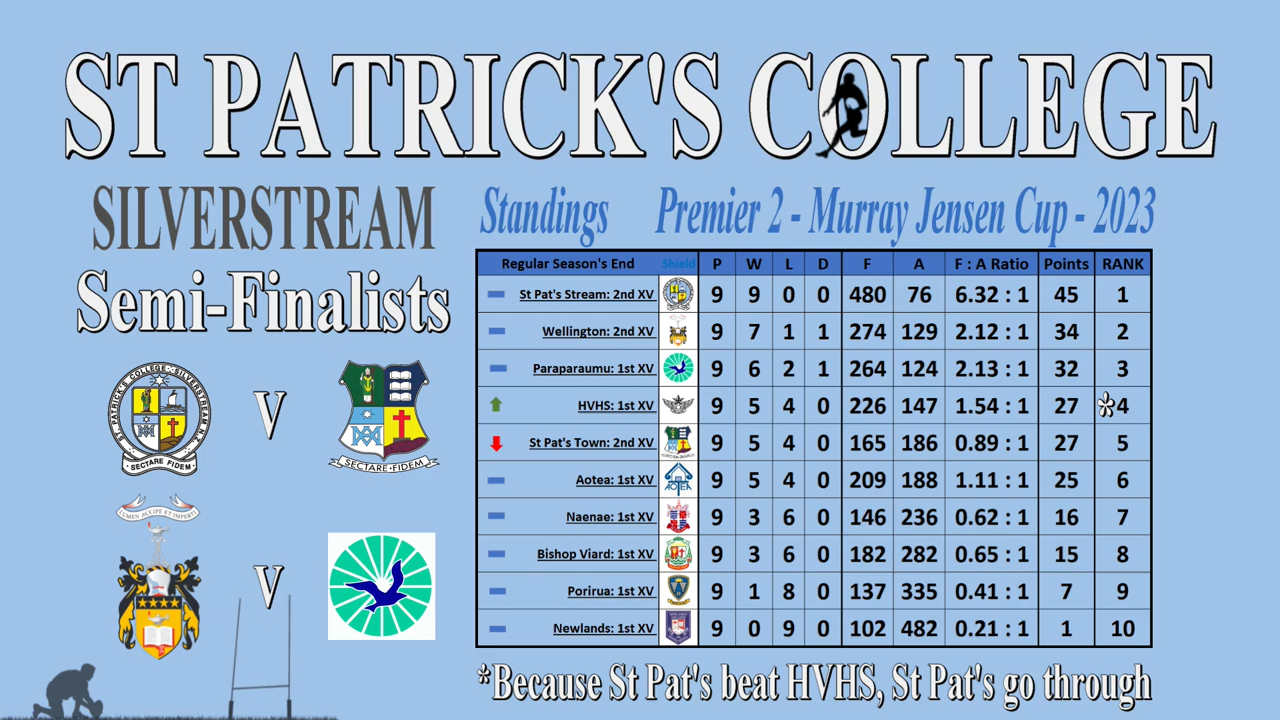 ST PATRICK'S COLLEGE
SILVERSTREAM
Semi-Finalists
ST. PATRICK'S COLLEGE · SILVERSTREAM N.Z.
SECTARE FIDEM
V
SECTARE·FIDEM
LUMEN ACCIPE ET IMPERTI
V
Standings Premier 2 - Murray Jensen Cup - 2023
Regular Season's End Shield P W L D F A F : A Ratio Points RANK
St Pat's Stream: 2nd XV 9 9 0 0 480 76 6.32 : 1 45 1
Wellington: 2nd XV 9 7 1 1 274 129 2.12 : 1 34 2
Paraparaumu: 1st XV 9 6 2 1 264 124 2.13 : 1 32 3
HVHS: 1st XV 9 5 4 0 226 147 1.54 : 1 27 *4
St Pat's Town: 2nd XV 9 5 4 0 165 186 0.89 : 1 27 5
Aotea: 1st XV AOTEA 9 5 4 0 209 188 1.11 : 1 25 6
Naenae: 1st XV 9 3 6 0 146 236 0.62 : 1 16 7
Bishop Viard: 1st XV 9 3 6 0 182 282 0.65 : 1 15 8
Porirua: 1st XV 9 1 8 0 137 335 0.41 : 1 7 9
Newlands: 1st XV 9 0 9 0 102 482 0.21 : 1 1 10
*Because St Pat's beat HVHS, St Pat's go through